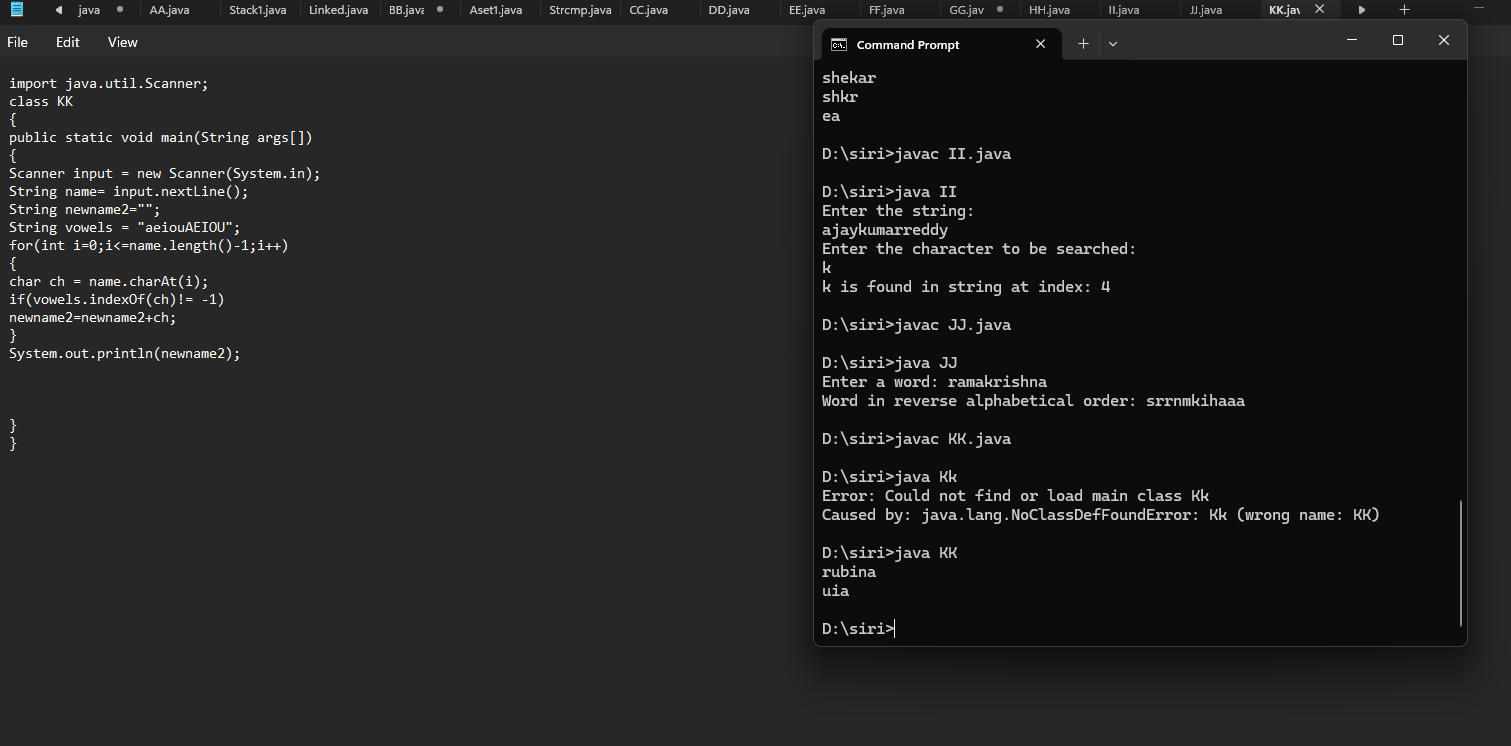 java AA.java Stack1.java Linked.java BB.java Aset1.java Strcmp.java CC.java DD.java EE.java FF.java GG.jav HH.java II.java JJ.java KK.jav
File Edit View
import java.util.Scanner;
class KK
{
public static void main(String args[])
{
Scanner input = new Scanner(System.in);
String name= input.nextLine();
String newname2="";
String vowels = "aeiouAEIOU";
for(int i=0;i<=name.length()-1;i++)
{
char ch = name.charAt(i);
if(vowels.indexOf(ch)!= -1)
newname2=newname2+ch;
}
System.out.println(newname2);
}
}
Command Prompt
shekar
shkr
ea
D:\siri>javac II.java
D:\siri>java II
Enter the string:
ajaykumarreddy
Enter the character to be searched:
k
k is found in string at index: 4
D:\siri>javac JJ.java
D:\siri>java JJ
Enter a word: ramakrishna
Word in reverse alphabetical order: srrnmkihaaa
D:\siri>javac KK.java
D:\siri>java Kk
Error: Could not find or load main class Kk
Caused by: java.lang.NoClassDefFoundError: Kk (wrong name: KK)
D:\siri>java KK
rubina
uia
D:\siri>